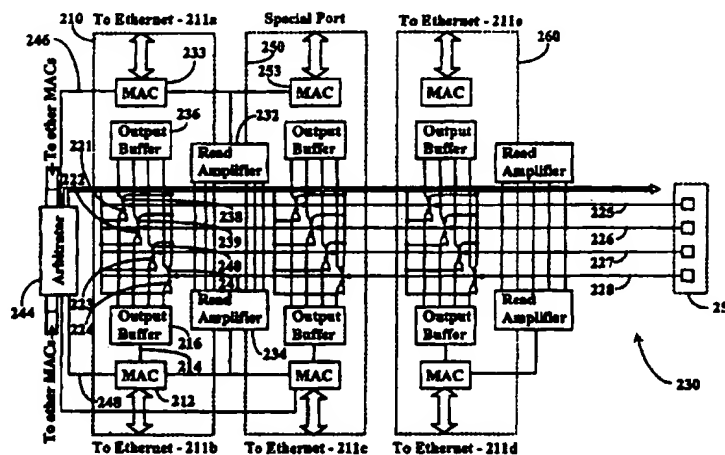 To Ethernet - 211a
Special Port
To Ethernet - 211e
246
210
233
250
253
260
MAC
MAC
MAC
To other MACs
236
232
Output Buffer
Read Amplifier
Output Buffer
Output Buffer
Read Amplifier
221
222
238
225
239
226
240
227
241
228
223
224
Arbitrator
244
Output Buffer
216
Read Amplifier
234
Output Buffer
Output Buffer
Read Amplifier
230
214
MAC
212
MAC
MAC
To other MACs
248
To Ethernet - 211b
To Ethernet - 211c
To Ethernet - 211d